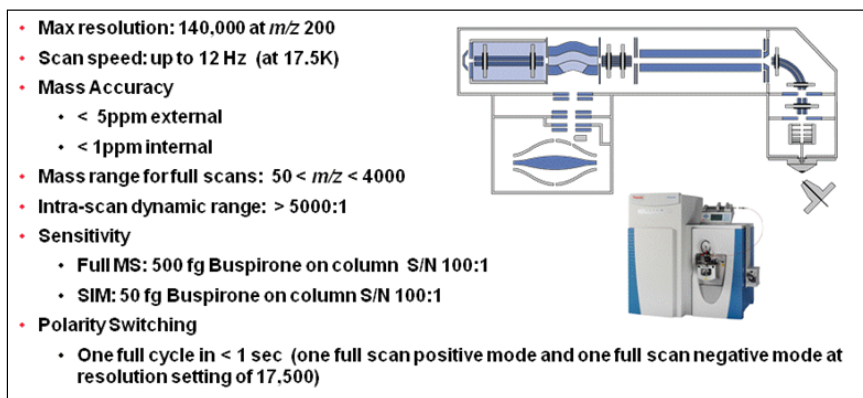 Max resolution: 140,000 at m/z 200
Scan speed: up to 12 Hz (at 17.5K)
Mass Accuracy
< 5ppm external
< 1ppm internal
Mass range for full scans: 50 < m/z < 4000
Intra-scan dynamic range: > 5000:1
Sensitivity
Full MS: 500 fg Buspirone on column S/N 100:1
SIM: 50 fg Buspirone on column S/N 100:1
Polarity Switching
One full cycle in < 1 sec (one full scan positive mode and one full scan negative mode at
resolution setting of 17,500)